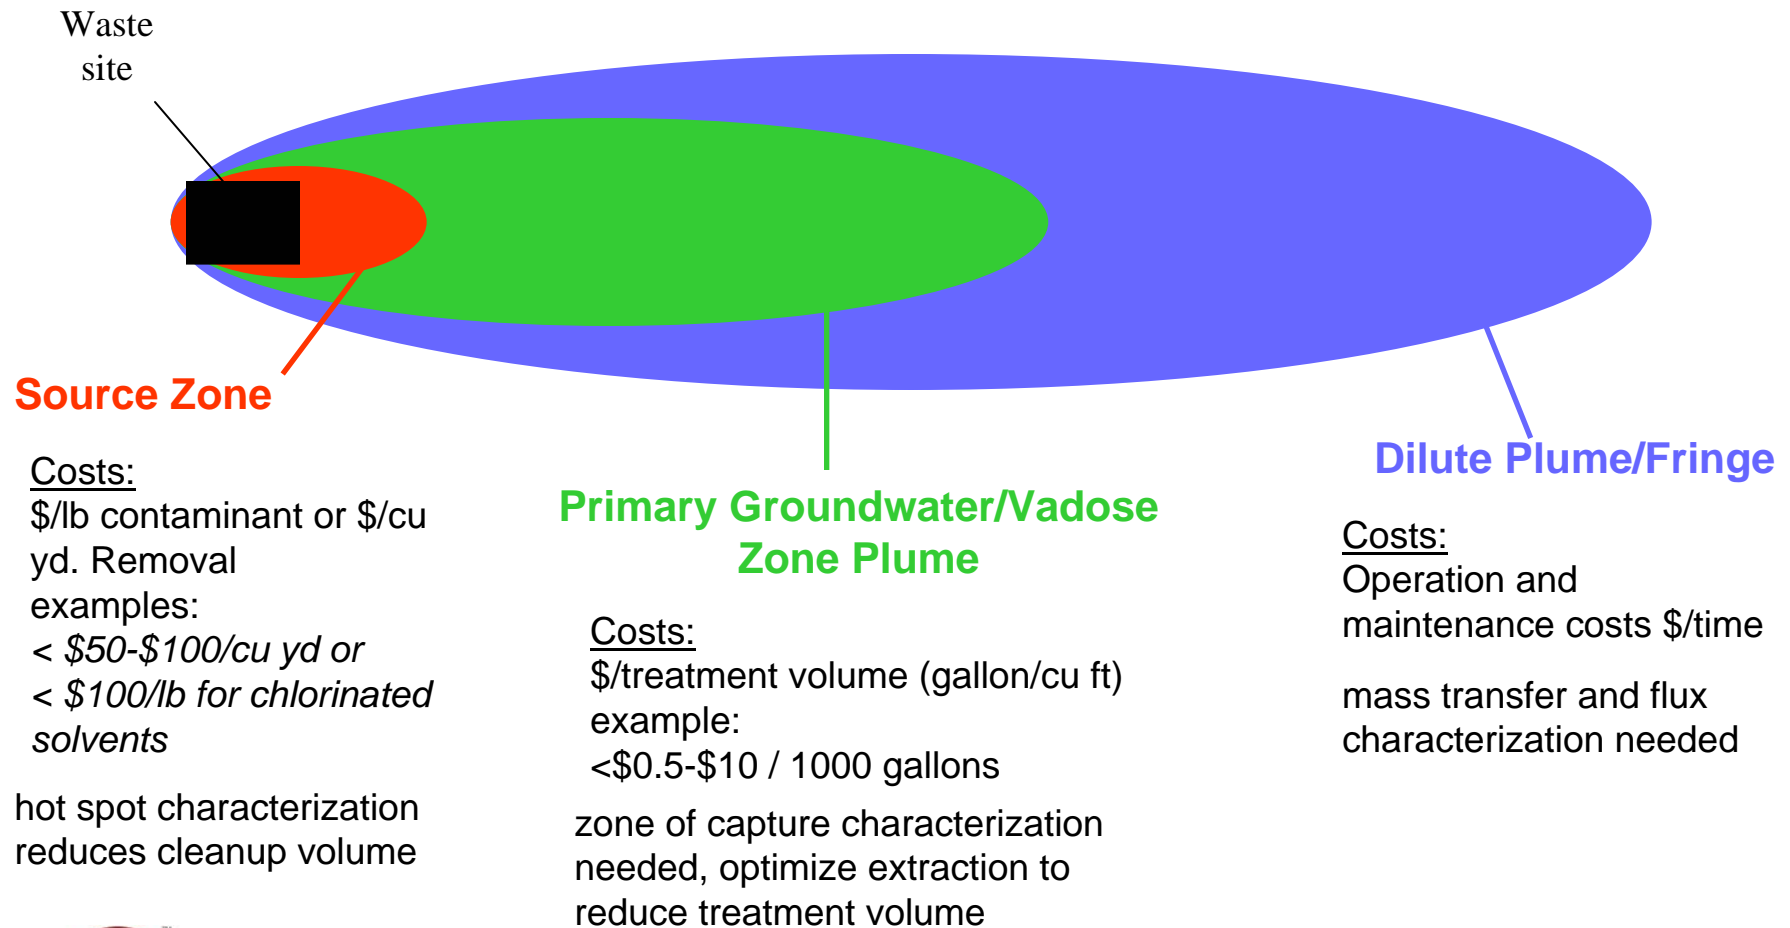 Waste
site
Source Zone
Costs:
$/lb contaminant or $/cu
yd. Removal
examples:
< $50-$100/cu yd or
< $100/lb for chlorinated
solvents
hot spot characterization
reduces cleanup volume
Primary Groundwater/Vadose
Zone Plume
Costs:
$/treatment volume (gallon/cu ft)
example:
<$0.5-$10 / 1000 gallons
zone of capture characterization
needed, optimize extraction to
reduce treatment volume
Dilute Plume/Fringe
Costs:
Operation and
maintenance costs $/time
mass transfer and flux
characterization needed